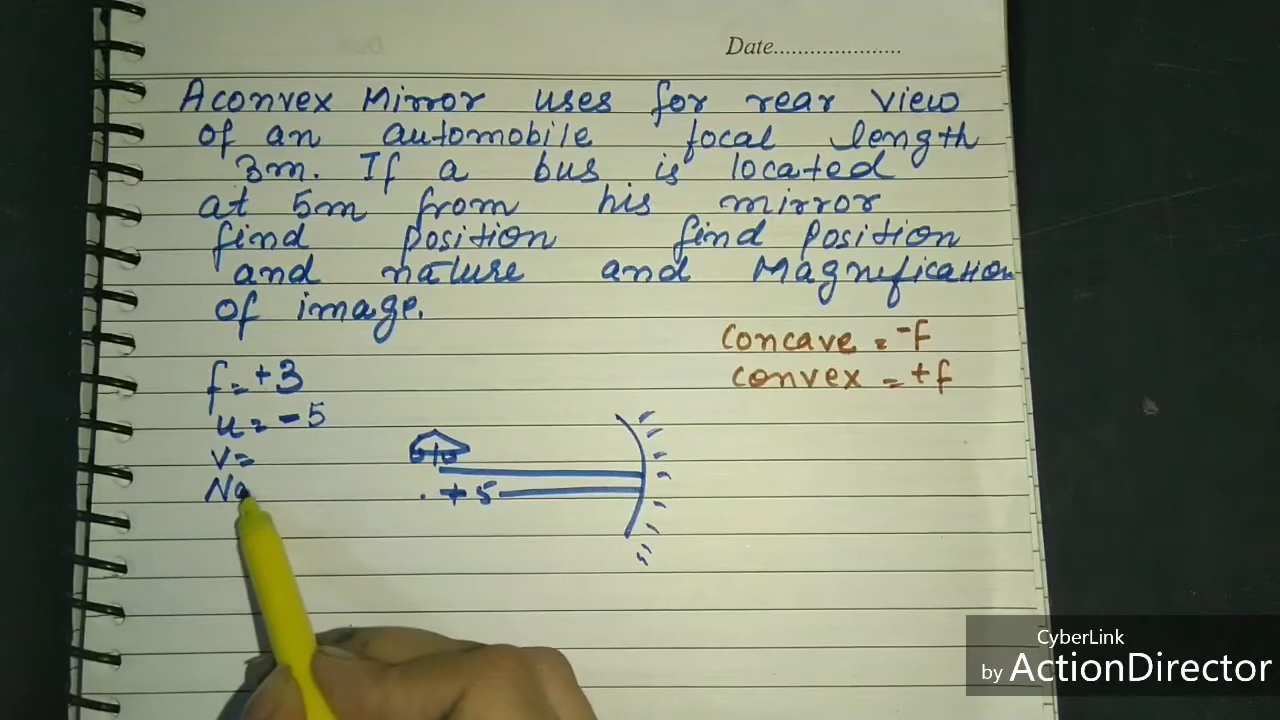 Date.....................
A convex Mirror uses for rear view
of an automobile focal length
3m. If a bus is located
at 5m from his mirror
find position find position
and nature and Magnification
of image.
concave = -f
convex = +f
f = +3
u = -5
v =
Na
+ 5
CyberLink
by ActionDirector